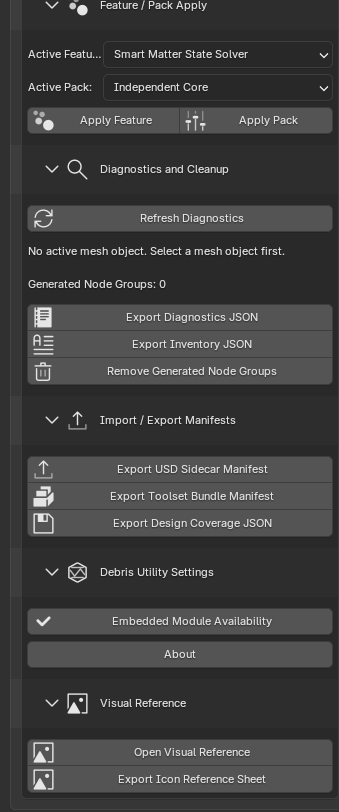 Feature / Pack Apply
Active Featu... Smart Matter State Solver
Active Pack: Independent Core
Apply Feature Apply Pack
Diagnostics and Cleanup
Refresh Diagnostics
No active mesh object. Select a mesh object first.
Generated Node Groups: 0
Export Diagnostics JSON
Export Inventory JSON
Remove Generated Node Groups
Import / Export Manifests
Export USD Sidecar Manifest
Export Toolset Bundle Manifest
Export Design Coverage JSON
Debris Utility Settings
Embedded Module Availability
About
Visual Reference
Open Visual Reference
Export Icon Reference Sheet